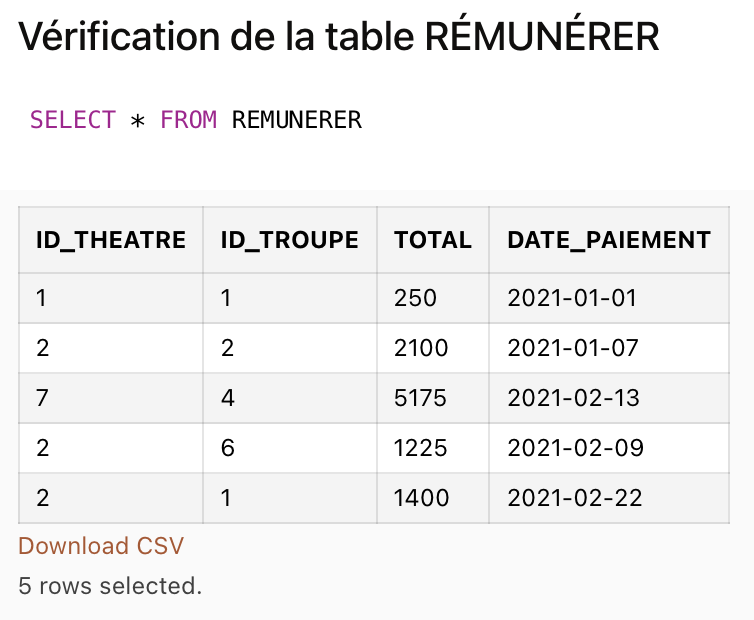 Vérification de la table RÉMUNÉRER
SELECT * FROM REMUNERER
ID_THEATRE ID_TROUPE TOTAL DATE_PAIEMENT
1 1 250 2021-01-01
2 2 2100 2021-01-07
7 4 5175 2021-02-13
2 6 1225 2021-02-09
2 1 1400 2021-02-22
Download CSV
5 rows selected.